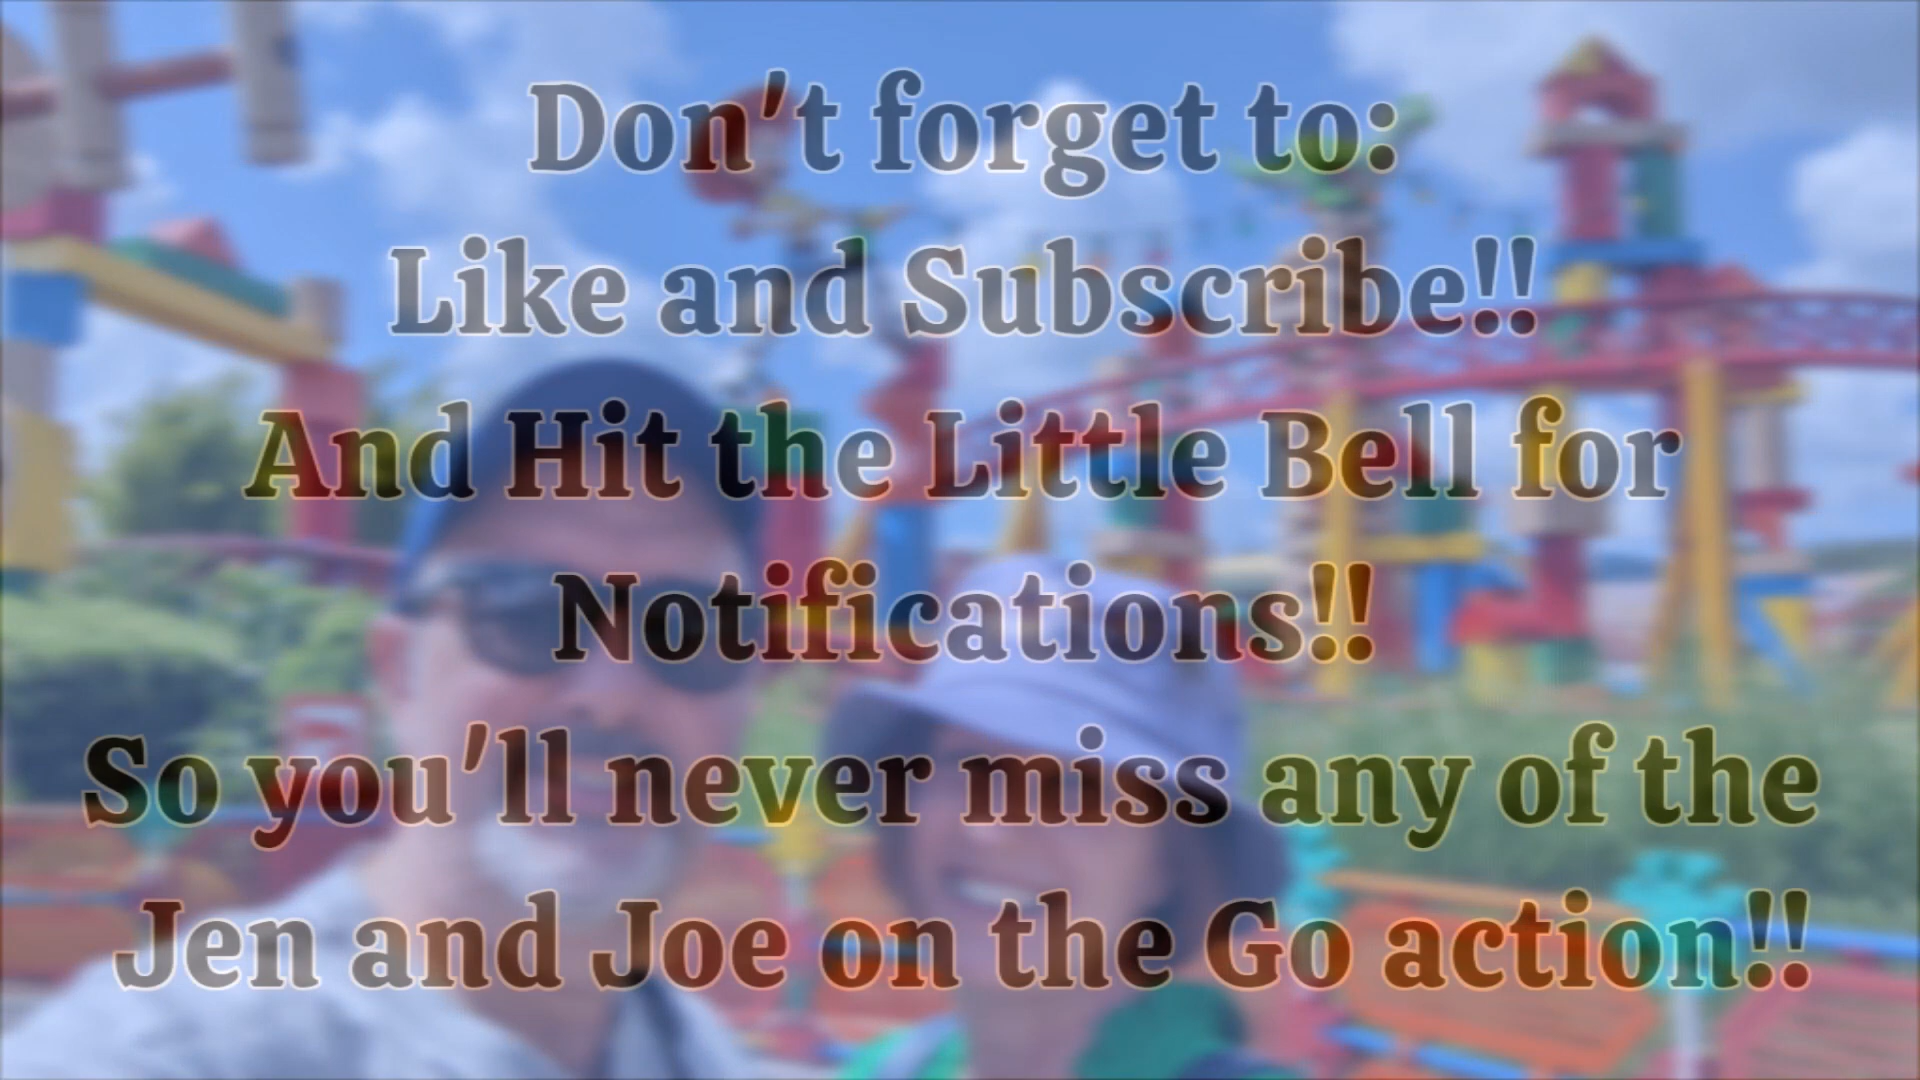 Don't forget to:
Like and Subscribe!!
And Hit the Little Bell for
Notifications!!
So you'll never miss any of the
Jen and Joe on the Go action!!